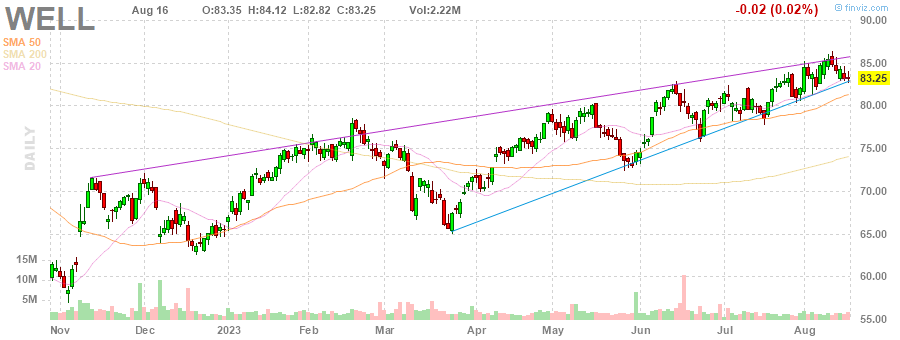 WELL
Aug 16 O:83.35 H:84.12 L:82.82 C:83.25 Vol:2.22M -0.02 (0.02%)
© finviz.com
SMA 50
SMA 200
SMA 20
DAILY
90.00
85.00
83.25
80.00
75.00
70.00
65.00
60.00
55.00
15M
10M
5M
Nov Dec 2023 Feb Mar Apr May Jun Jul Aug